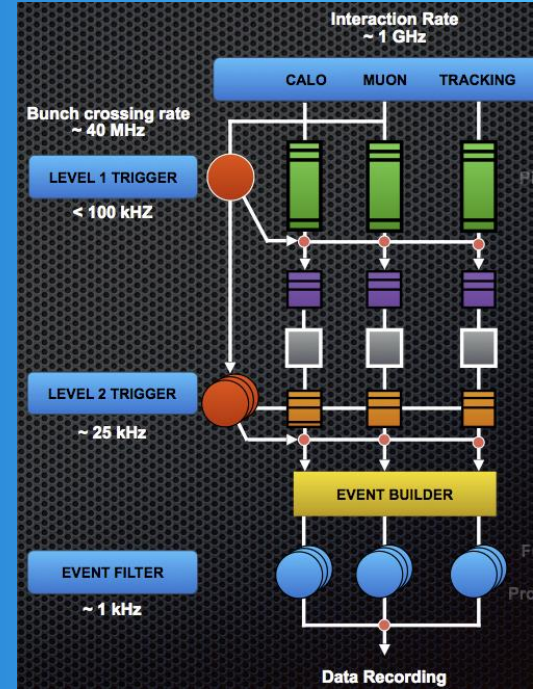 Interaction Rate
~ 1 GHz
CALO MUON TRACKING
Bunch crossing rate
~ 40 MHz
LEVEL 1 TRIGGER
< 100 kHZ
LEVEL 2 TRIGGER
~ 25 kHz
EVENT BUILDER
EVENT FILTER
~ 1 kHz
Data Recording